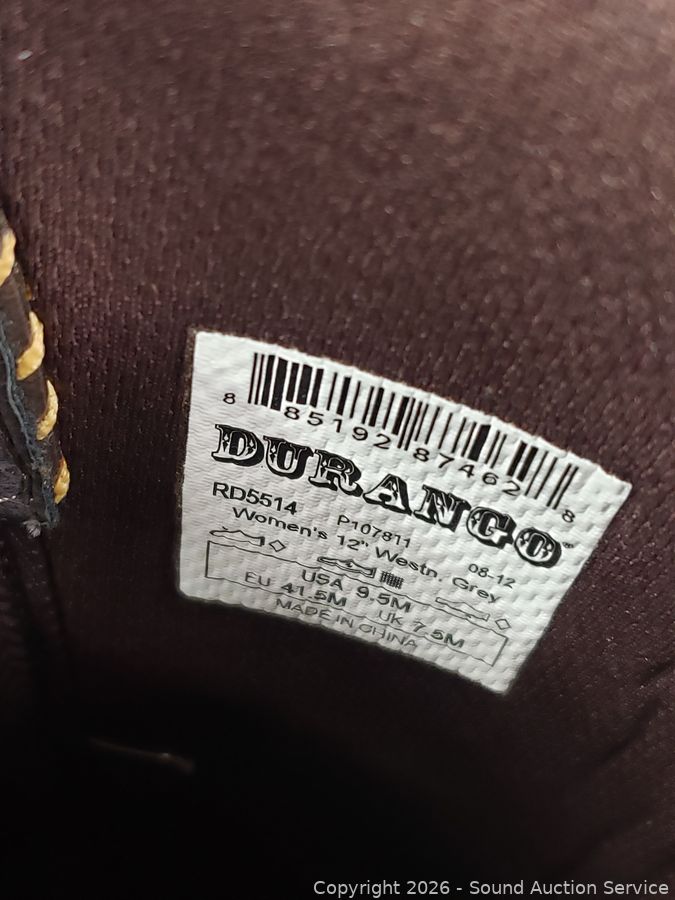 8 85192 87462 8
DURANGO
RD5514 P107811 08-12
Women's 12" Westn. Grey
USA 9.5M
EU 41.5M UK 7.5M
MADE IN CHINA
Copyright 2026 - Sound Auction Service